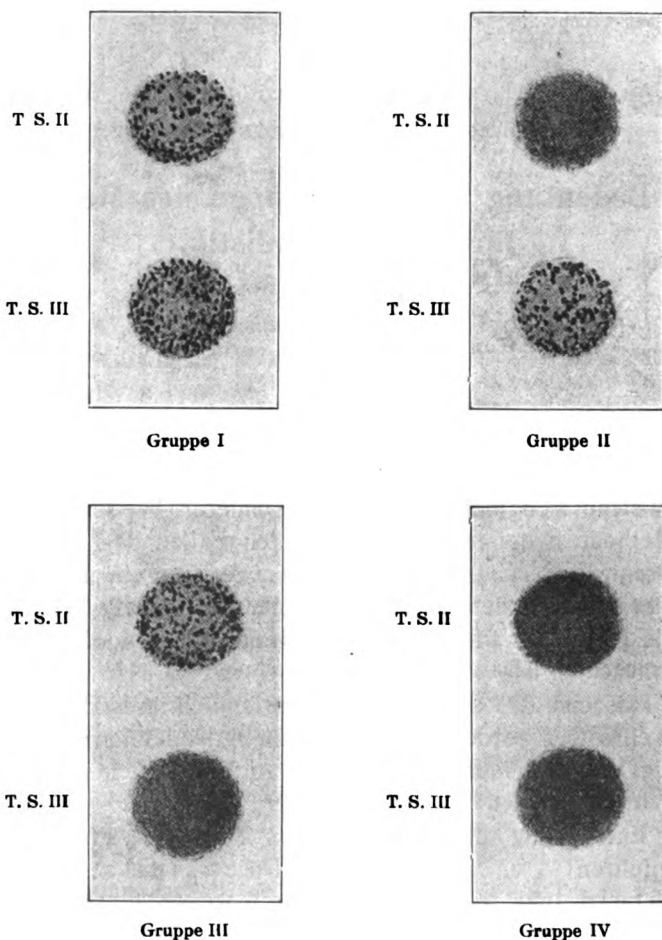 T S. II
T. S. II
T. S. III
T. S. III
Gruppe I
Gruppe II
T. S. II
T. S. II
T. S. III
T. S. III
Gruppe III
Gruppe IV